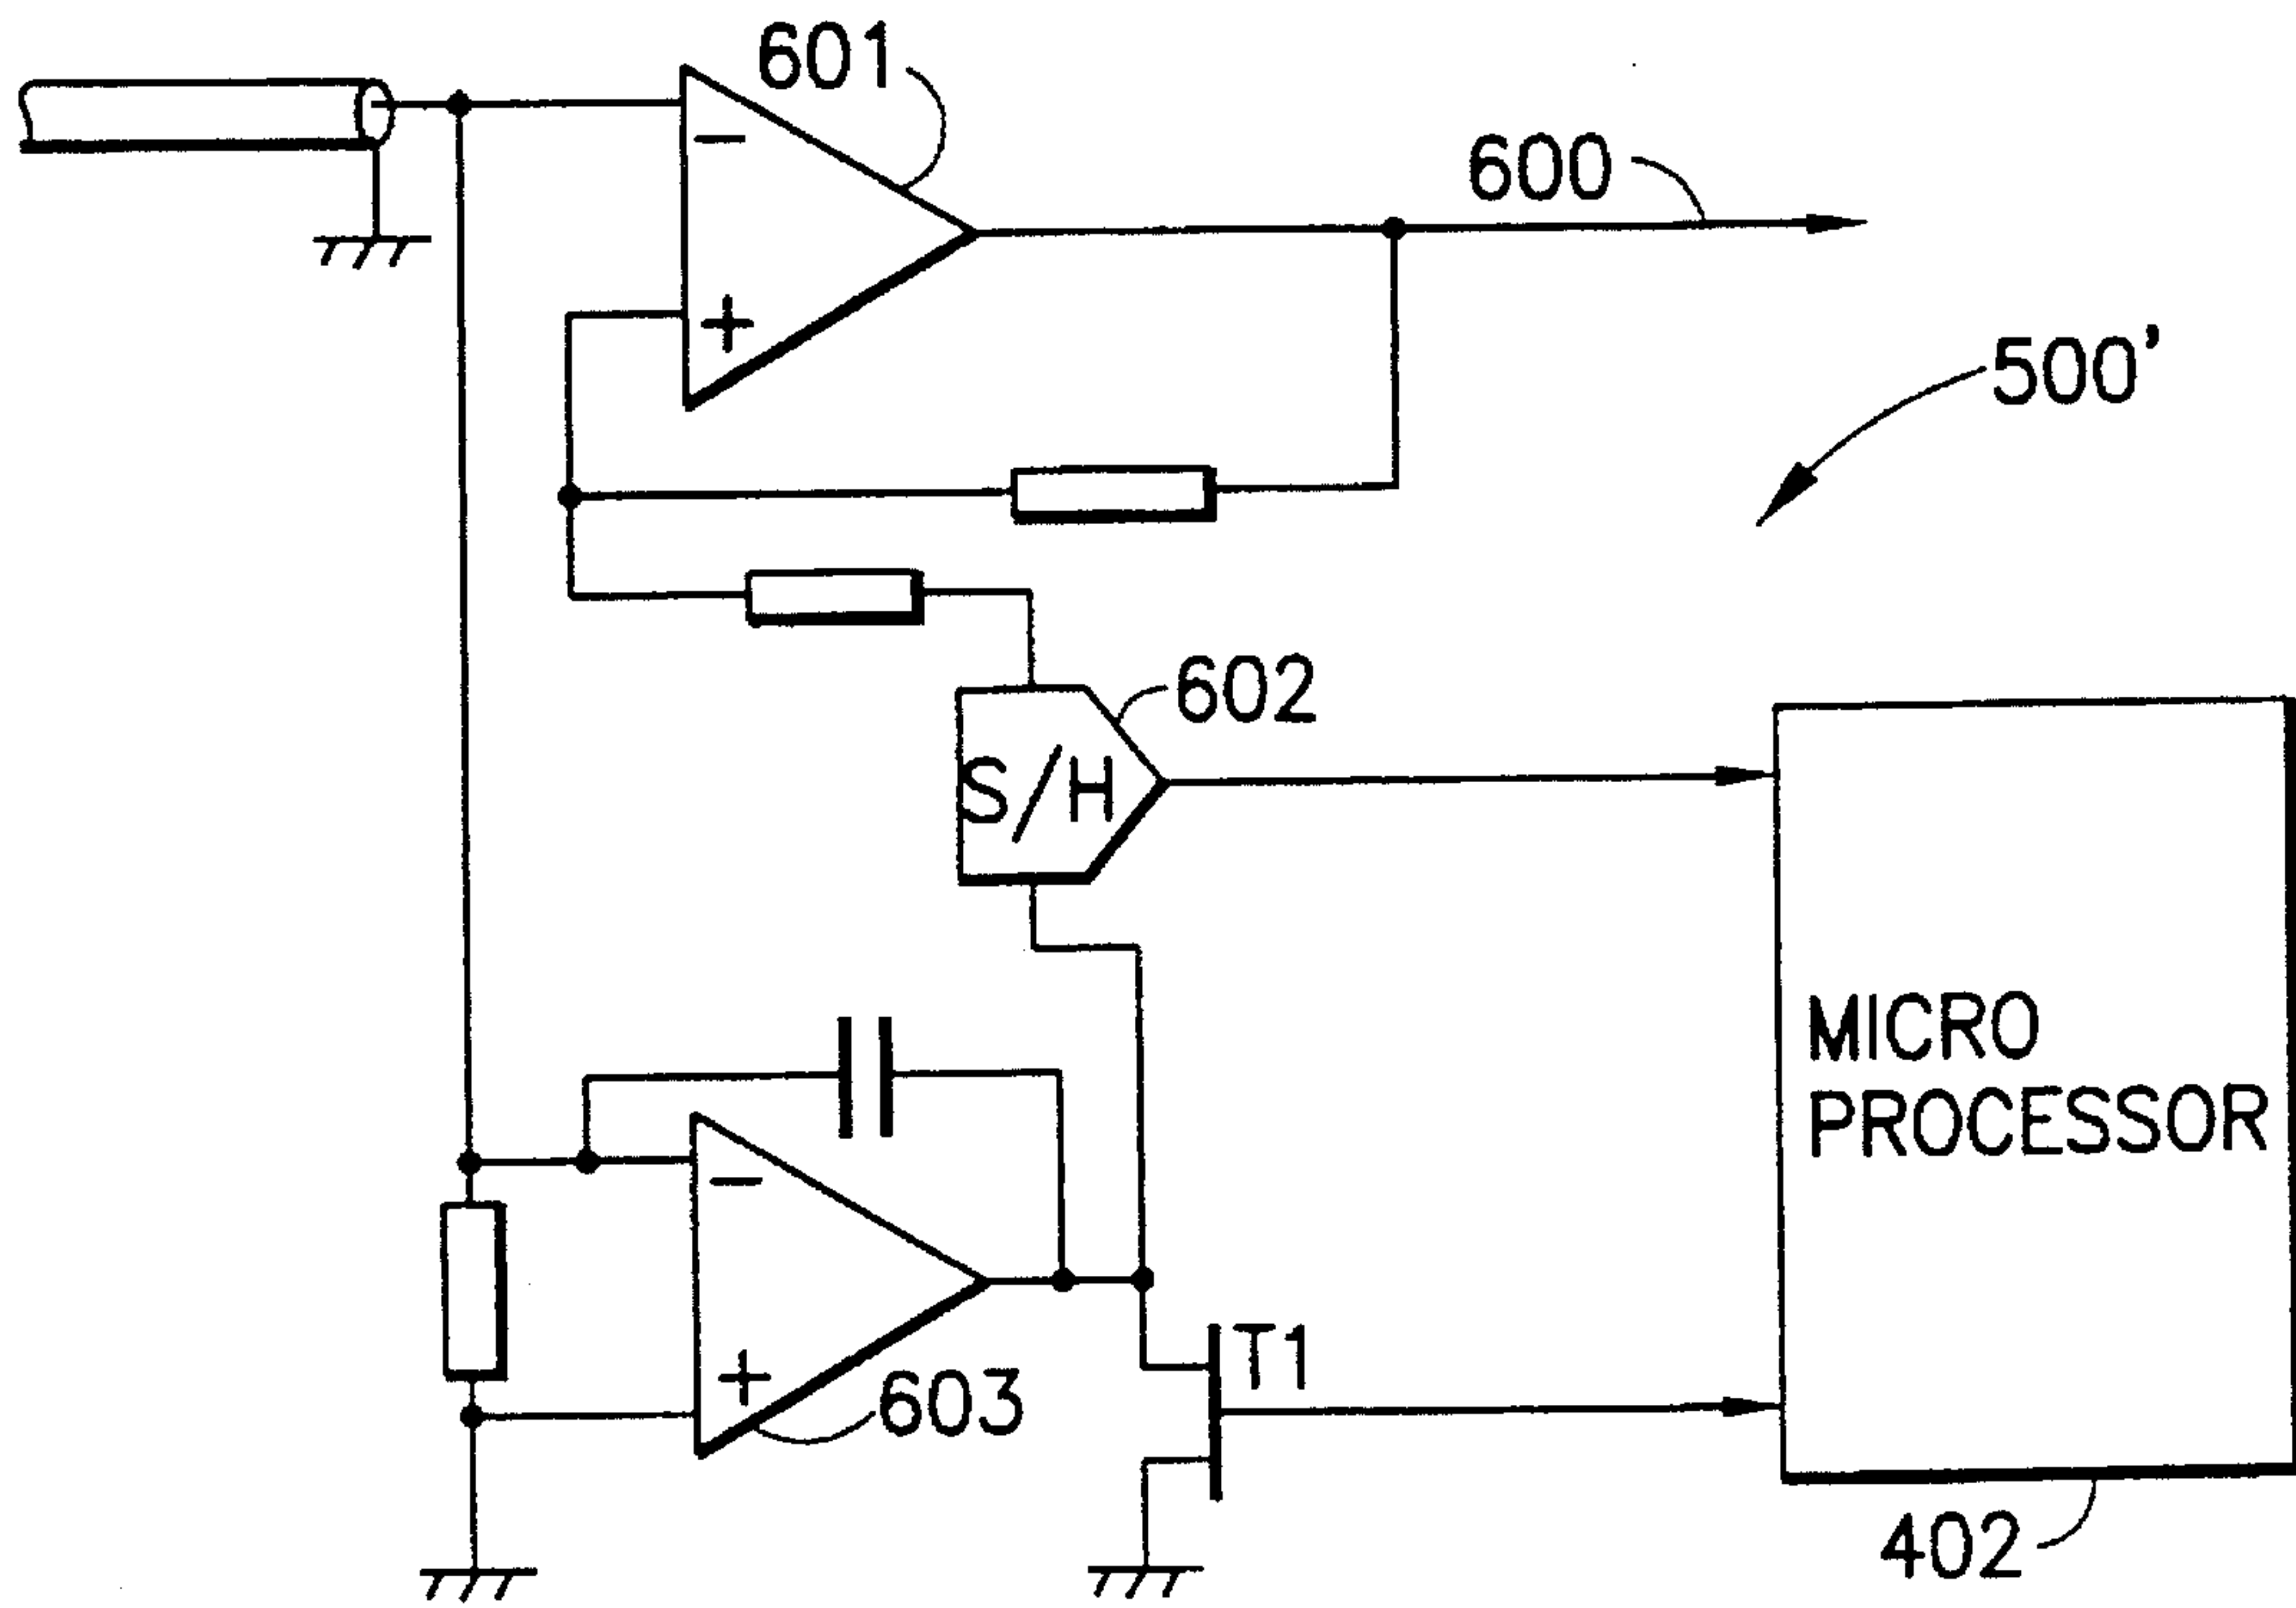 601
−
+
600
500'
602
S/H
MICRO
PROCESSOR
−
+
603
T1
402